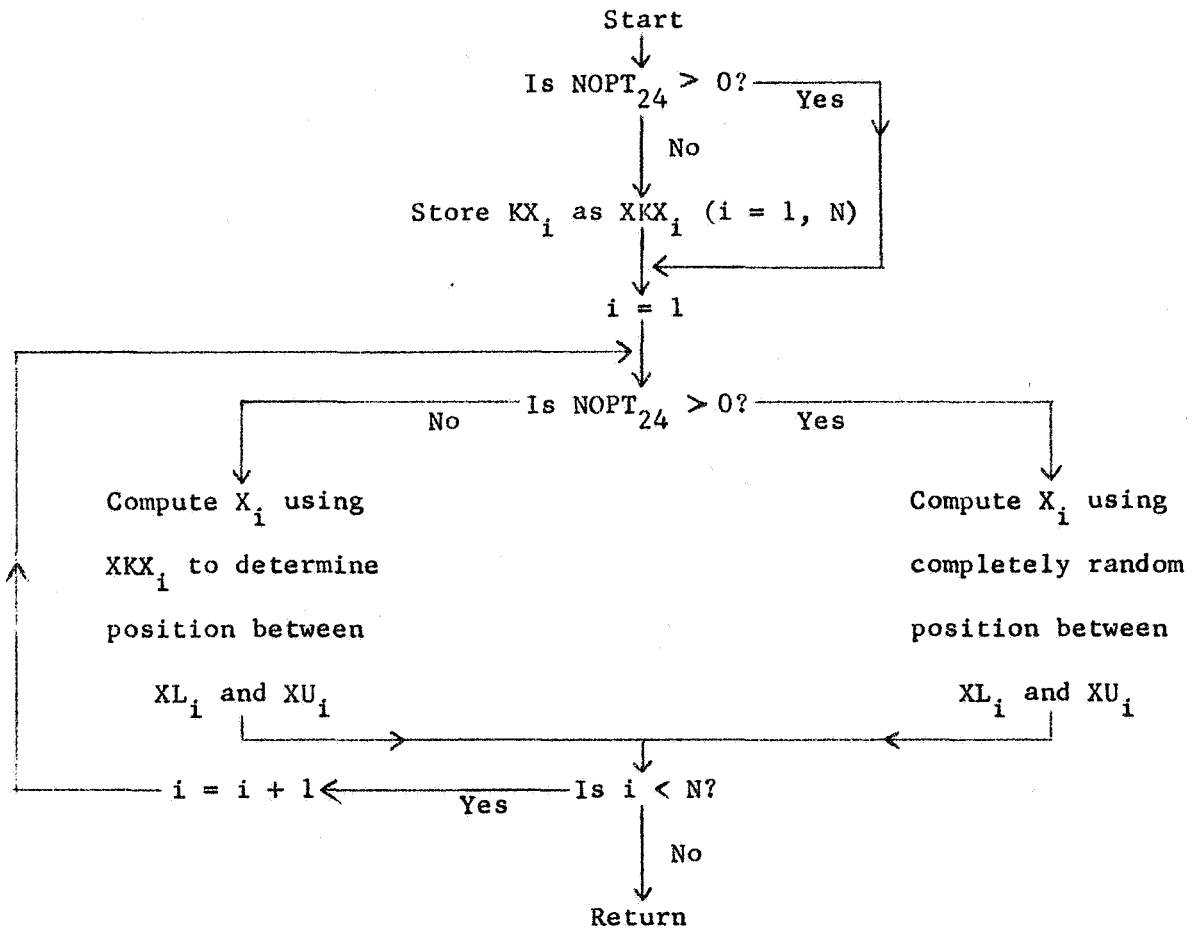 Start
Is NOPT24 > 0?
Yes
No
Store KXi as XKXi (i = 1, N)
i = 1
Is NOPT24 > 0?
No
Yes
Compute Xi using
XKXi to determine
position between
XLi and XUi
Compute Xi using
completely random
position between
XLi and XUi
i = i + 1
Yes
Is i < N?
No
Return